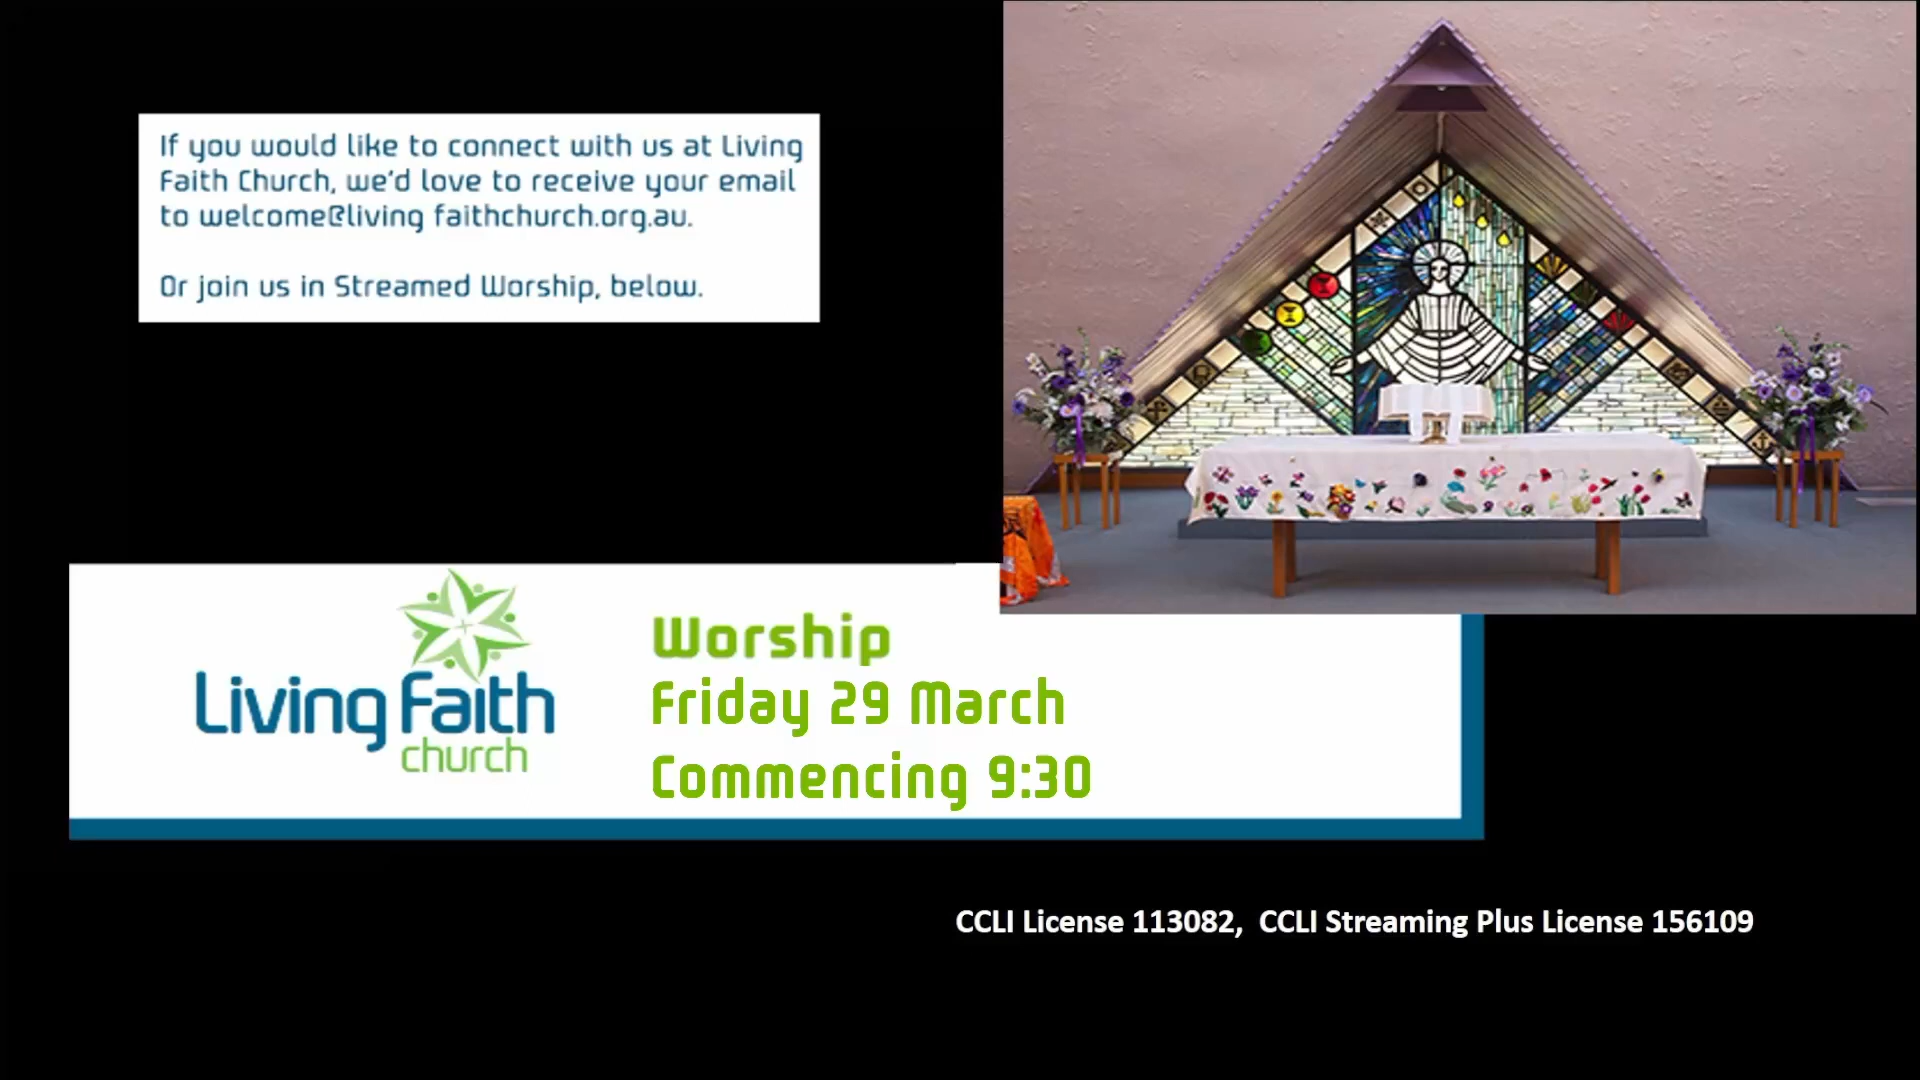 If you would like to connect with us at Living
Faith Church, we'd love to receive your email
to welcome@living faithchurch.org.au.
Or join us in Streamed Worship, below.
Living Faith
church
Worship
Friday 29 March
Commencing 9:30
CCLI License 113082,  CCLI Streaming Plus License 156109